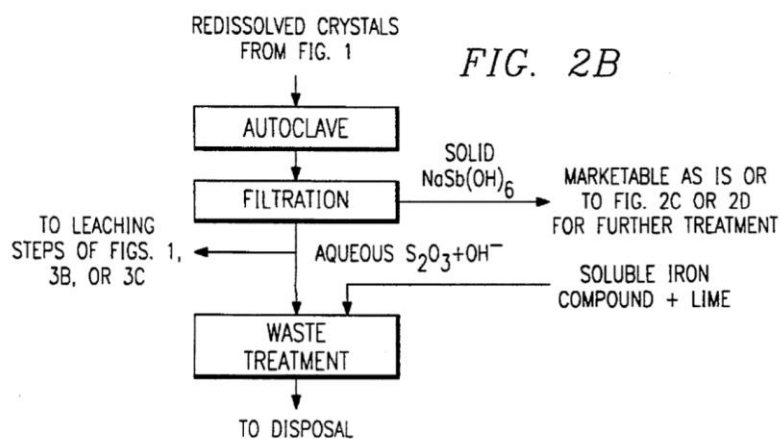 REDISSOLVED CRYSTALS
FROM FIG. 1
FIG. 2B
AUTOCLAVE
SOLID
NaSb(OH)6
FILTRATION
MARKETABLE AS IS OR
TO FIG. 2C OR 2D
FOR FURTHER TREATMENT
TO LEACHING
STEPS OF FIGS. 1,
3B, OR 3C
AQUEOUS S2O3+OH−
SOLUBLE IRON
COMPOUND + LIME
WASTE
TREATMENT
TO DISPOSAL